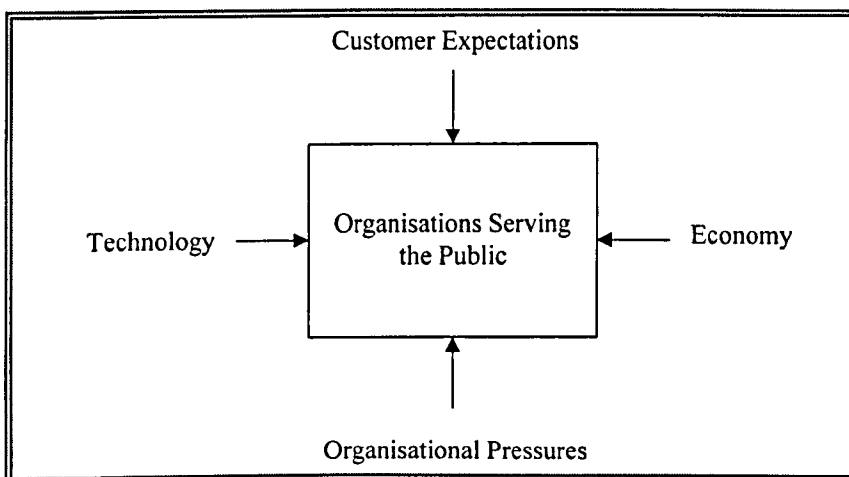 Customer Expectations
Technology
Organisations Serving
the Public
Economy
Organisational Pressures